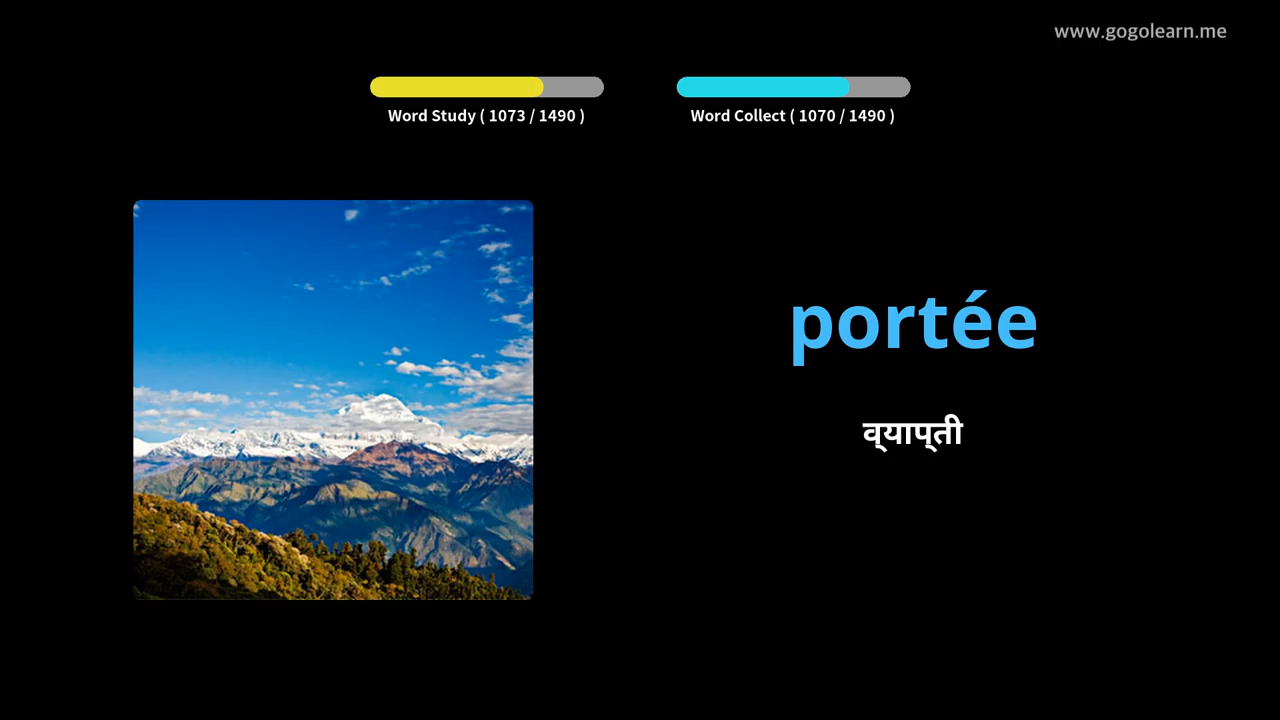 www.gogolearn.me
Word Study ( 1073 / 1490 )
Word Collect ( 1070 / 1490 )
portée
व्याप्ती